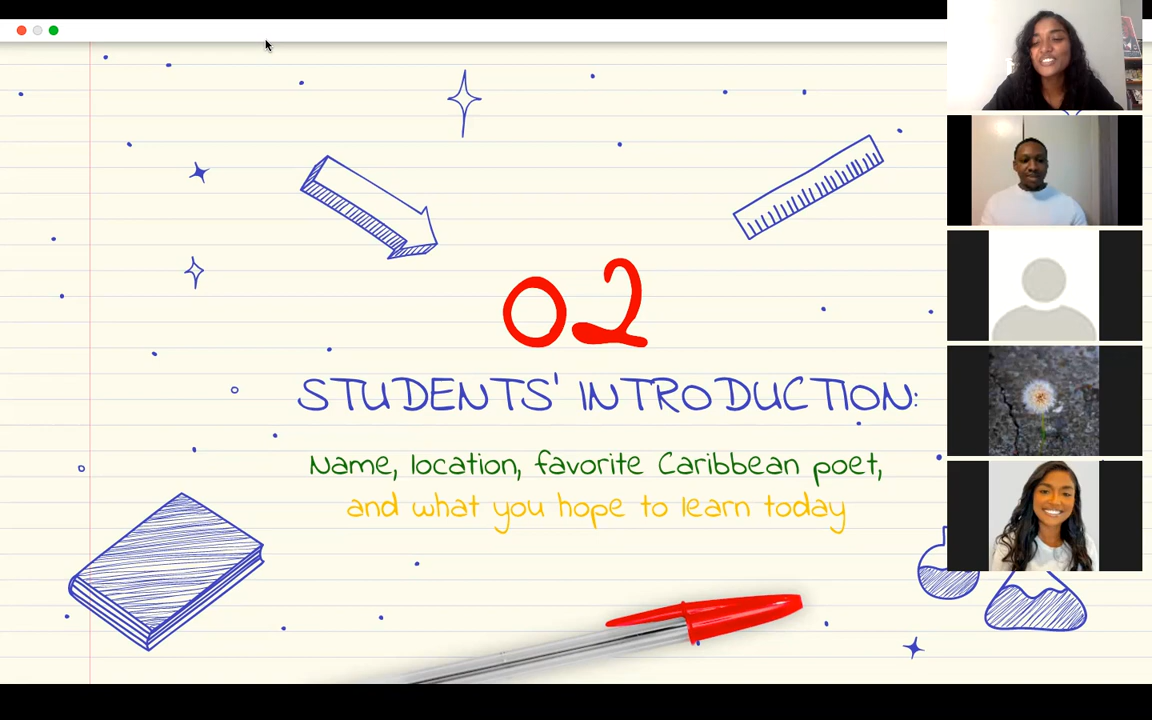 02
STUDENTS' INTRODUCTION:
Name, location, favorite Caribbean poet,
and what you hope to learn today